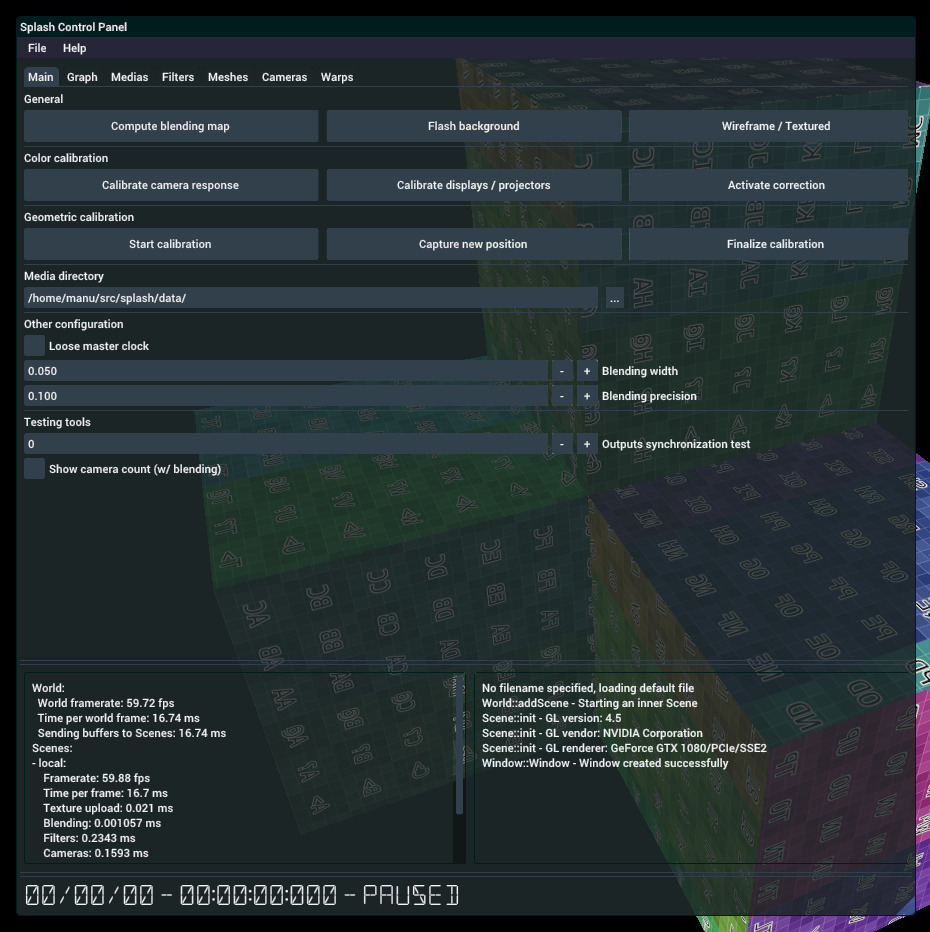 Splash Control Panel
File Help
Main Graph Medias Filters Meshes Cameras Warps
General
Compute blending map Flash background Wireframe / Textured
Color calibration
Calibrate camera response Calibrate displays / projectors Activate correction
Geometric calibration
Start calibration Capture new position Finalize calibration
Media directory
/home/manu/src/splash/data/ ...
Other configuration
Loose master clock
0.050 - + Blending width
0.100 - + Blending precision
Testing tools
0 - + Outputs synchronization test
Show camera count (w/ blending)
World:
World framerate: 59.72 fps
Time per world frame: 16.74 ms
Sending buffers to Scenes: 16.74 ms
Scenes:
- local:
Framerate: 59.88 fps
Time per frame: 16.7 ms
Texture upload: 0.021 ms
Blending: 0.001057 ms
Filters: 0.2343 ms
Cameras: 0.1593 ms
No filename specified, loading default file
World::addScene - Starting an inner Scene
Scene::init - GL version: 4.5
Scene::init - GL vendor: NVIDIA Corporation
Scene::init - GL renderer: GeForce GTX 1080/PCIe/SSE2
Window::Window - Window created successfully
00/00/00 - 00:00:00:000 - PAUSED